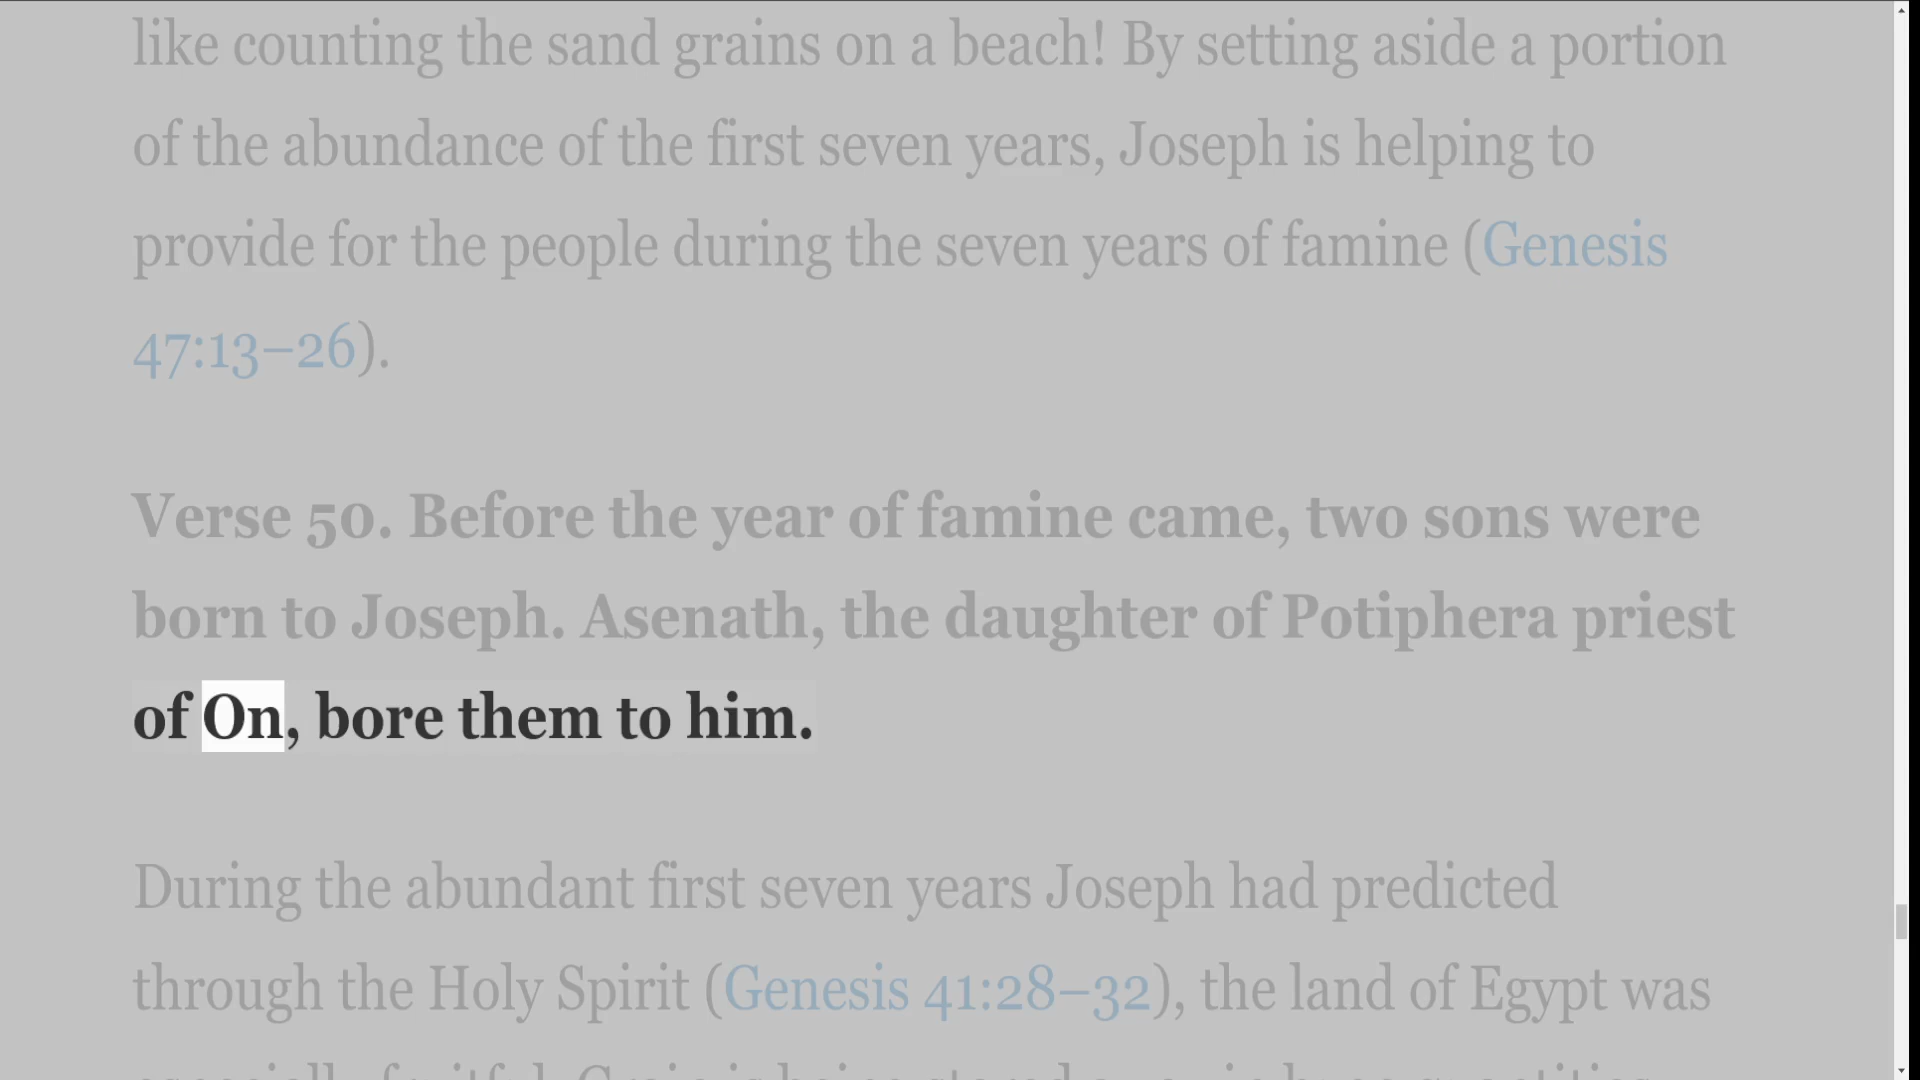 like counting the sand grains on a beach! By setting aside a portion
of the abundance of the first seven years, Joseph is helping to
provide for the people during the seven years of famine (Genesis
47:13–26).
Verse 50. Before the year of famine came, two sons were
born to Joseph. Asenath, the daughter of Potiphera priest
of On, bore them to him.
During the abundant first seven years Joseph had predicted
through the Holy Spirit (Genesis 41:28–32), the land of Egypt was